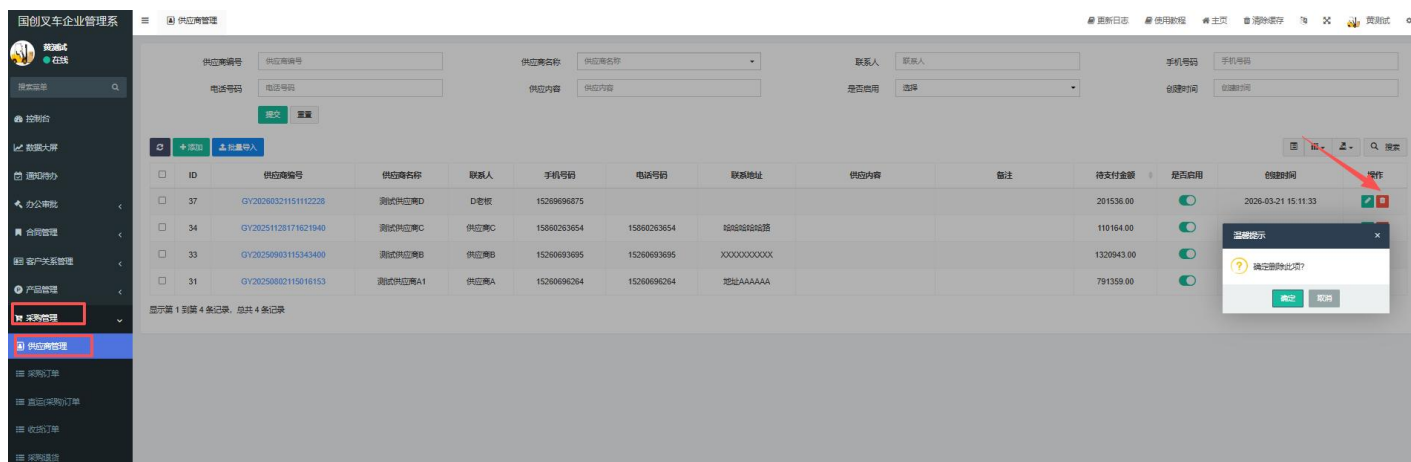 国创叉车企业管理系
供应商管理
更新日志 使用教程 主页 清除缓存 黄测试
黄测试
在线
搜索菜单
控制台
数据大屏
通知待办
办公审批
合同管理
客户关系管理
产品管理
采购管理
供应商管理
采购订单
直运(采购)订单
收货订单
采购退货
供应商编号 供应商编号 供应商名称 供应商名称 联系人 联系人 手机号码 手机号码
电话号码 电话号码 供应内容 供应内容 是否启用 选择 创建时间 创建时间
提交 重置
添加 批量导入 搜索
ID 供应商编号 供应商名称 联系人 手机号码 电话号码 联系地址 供应内容 备注 待支付金额 是否启用 创建时间 操作
37 GY20260321151112228 测试供应商D D老板 15269696875 201536.00 2026-03-21 15:11:33
34 GY20251128171621940 测试供应商C 供应商C 15860263654 15860263654 哈哈哈哈哈路 110164.00
33 GY20250903115343400 测试供应商B 供应商B 15260693695 15260693695 XXXXXXXXXX 1320943.00
31 GY20250802115016153 测试供应商A1 供应商A 15260696264 15260696264 地址AAAAAA 791359.00
显示第 1 到第 4 条记录，总共 4 条记录
温馨提示 ×
确定删除此项?
确定 取消